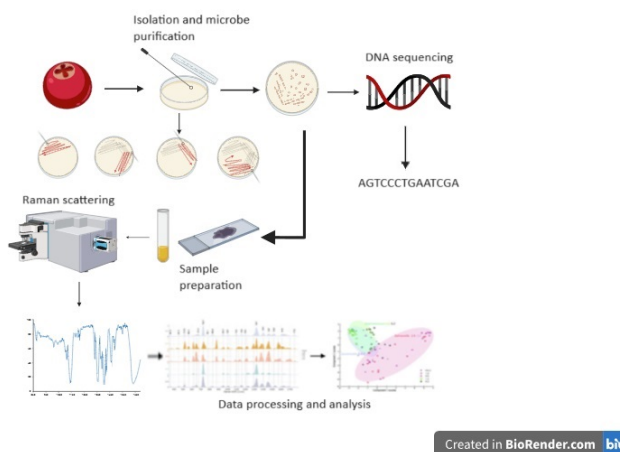 Isolation and microbe
purification
DNA sequencing
AGTCCCTGAATCGA
Raman scattering
Sample
preparation
Data processing and analysis
Created in BioRender.com